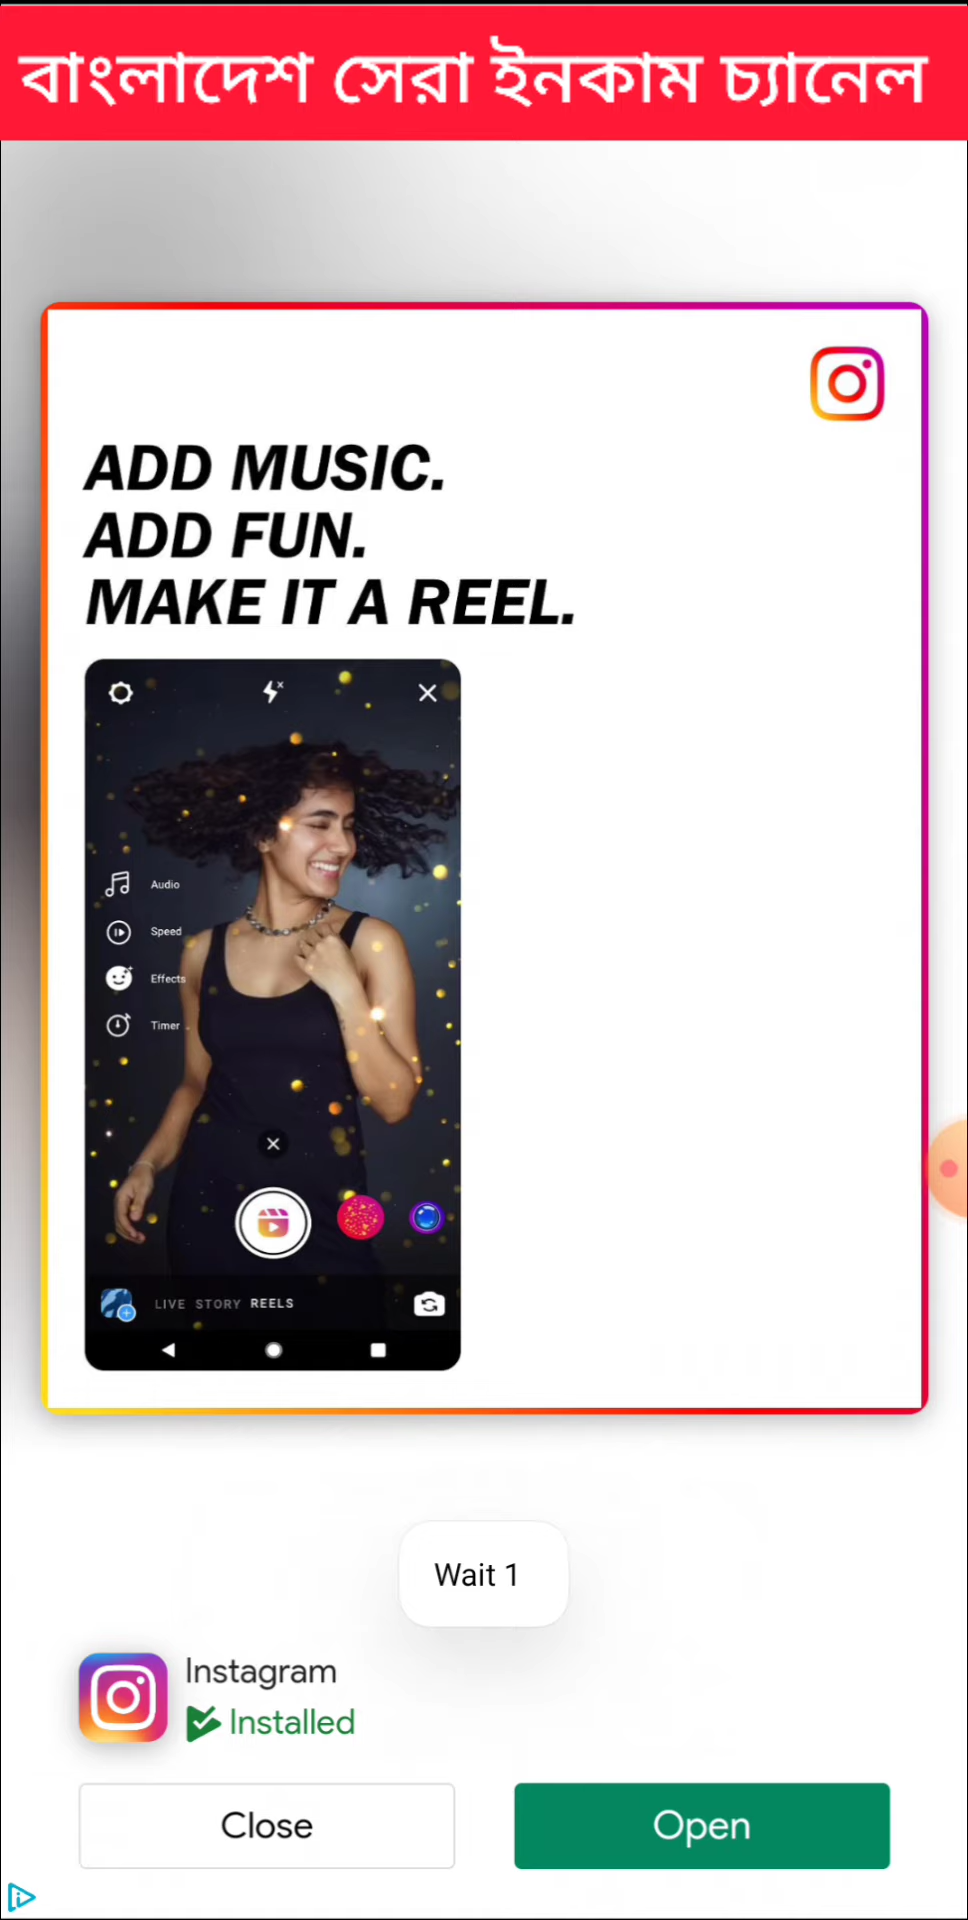 বাংলাদেশ সেরা ইনকাম চ্যানেল
ADD MUSIC.
ADD FUN.
MAKE IT A REEL.
Audio
Speed
Effects
Timer
LIVE STORY REELS
Wait 1
Instagram
Installed
Close
Open